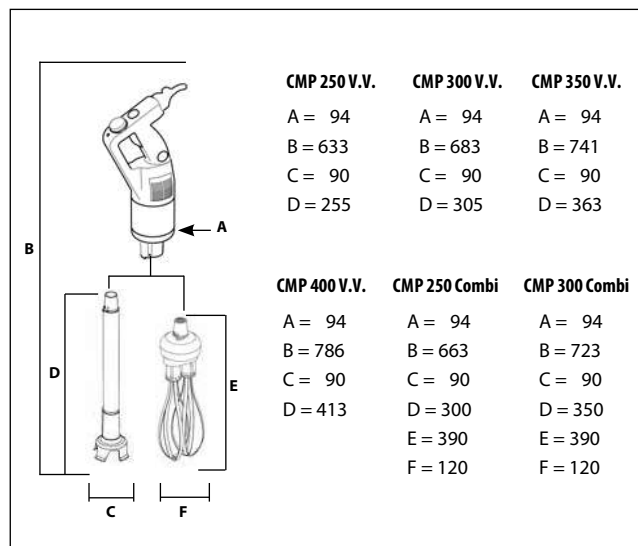 CMP 250 V.V. CMP 300 V.V. CMP 350 V.V.
A = 94 A = 94 A = 94
B = 633 B = 683 B = 741
C = 90 C = 90 C = 90
D = 255 D = 305 D = 363
A
B
CMP 400 V.V. CMP 250 Combi CMP 300 Combi
A = 94 A = 94 A = 94
B = 786 B = 663 B = 723
C = 90 C = 90 C = 90
D = 413 D = 300 D = 350
E = 390 E = 390
F = 120 F = 120
D
E
C F